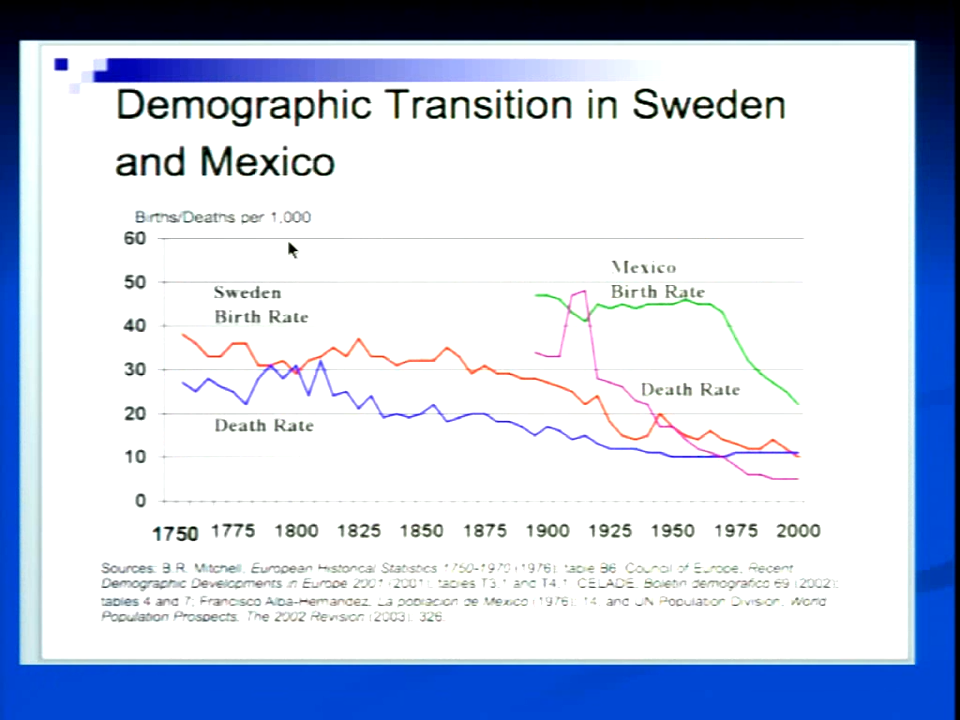 Demographic Transition in Sweden
and Mexico
Births/Deaths per 1,000
60
50
40
30
20
10
0
Sweden
Birth Rate
Death Rate
Mexico
Birth Rate
Death Rate
1750 1775 1800 1825 1850 1875 1900 1925 1950 1975 2000
Sources: B.R. Mitchell, European Historical Statistics 1750-1970 (1976): table B6; Council of Europe, Recent
Demographic Developments in Europe 2001 (2001): tables T3.1 and T4.1; CELADE, Boletin demografico 69 (2002):
tables 4 and 7; Francisco Alba-Hernandez, La poblacion de Mexico (1976): 14; and UN Population Division, World
Population Prospects: The 2002 Revision (2003): 326.